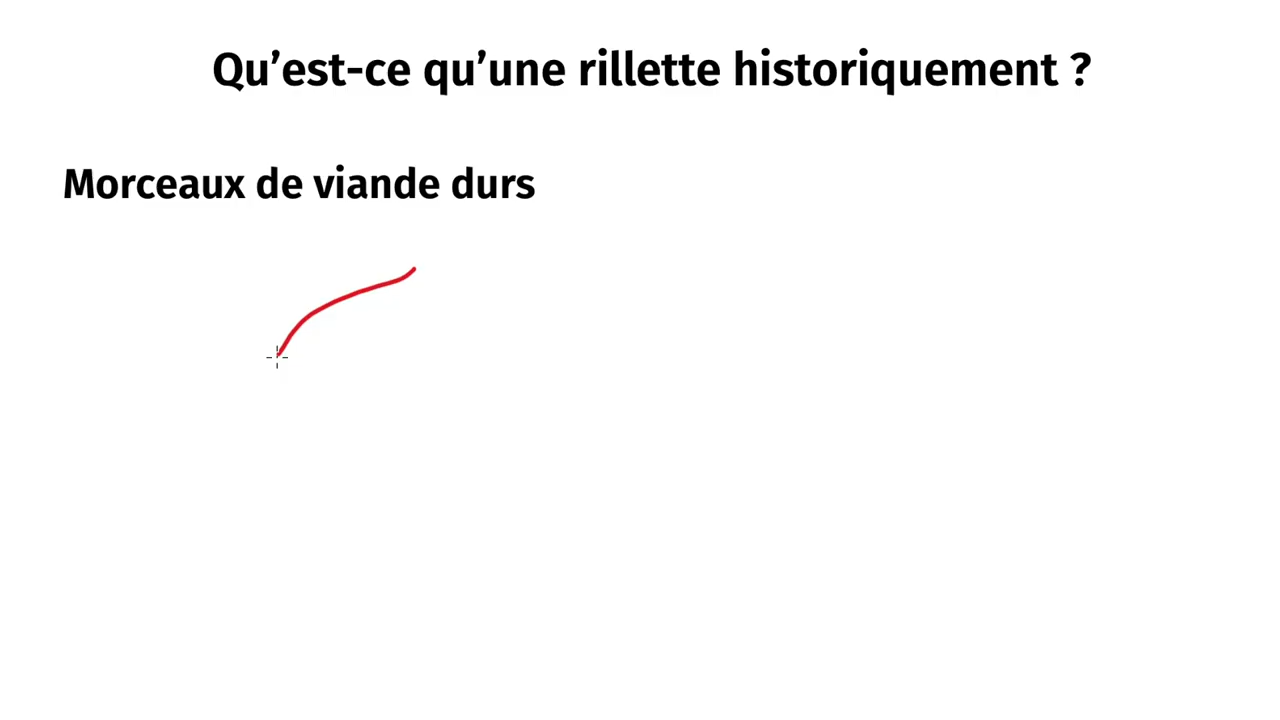 Qu’est-ce qu’une rillette historiquement ?
Morceaux de viande durs